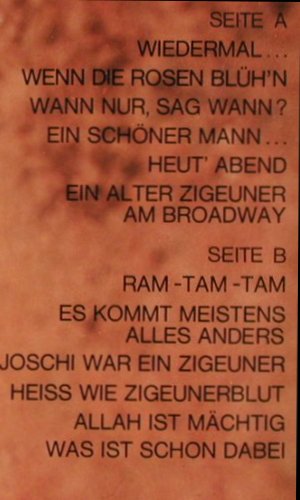 SEITE A
WIEDERMAL...
WENN DIE ROSEN BLÜH'N
WANN NUR, SAG WANN?
EIN SCHÖNER MANN...
HEUT' ABEND
EIN ALTER ZIGEUNER
AM BROADWAY
SEITE B
RAM-TAM-TAM
ES KOMMT MEISTENS
ALLES ANDERS
JOSCHI WAR EIN ZIGEUNER
HEISS WIE ZIGEUNERBLUT
ALLAH IST MÄCHTIG
WAS IST SCHON DABEI